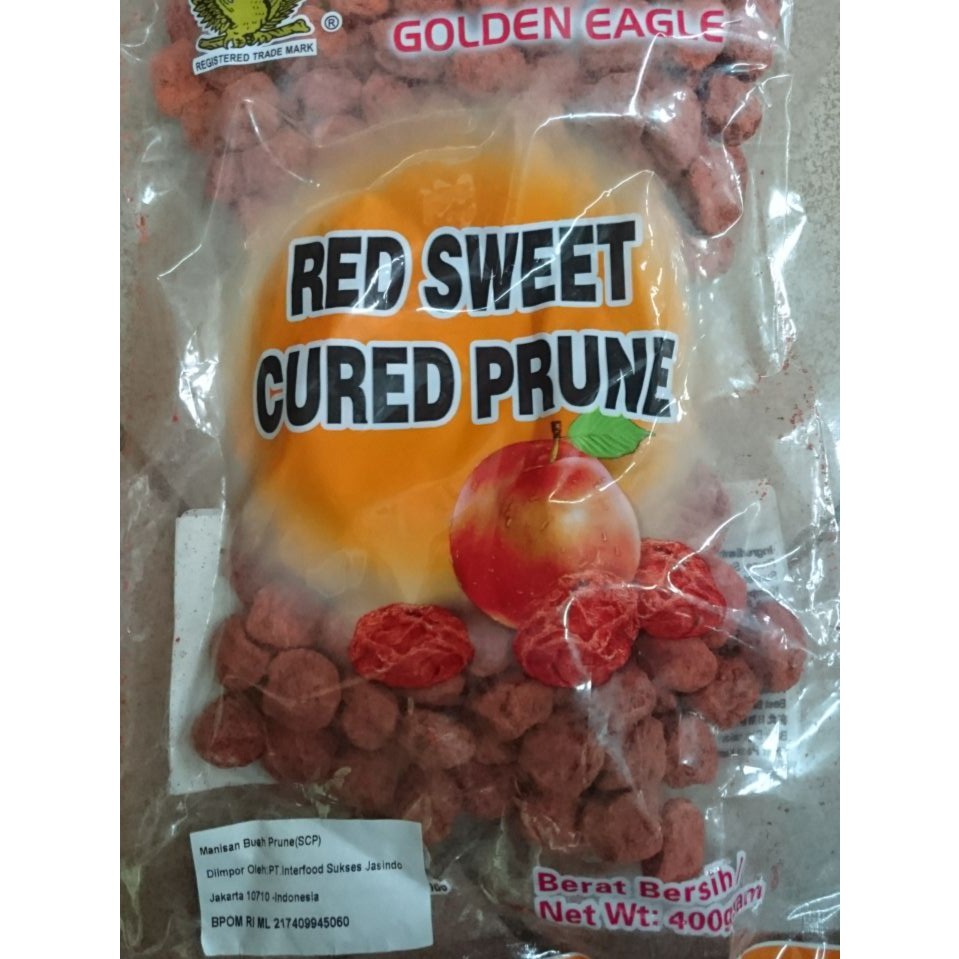 GOLDEN EAGLE
®
REGISTERED TRADE MARK
RED SWEET
CURED PRUNE
Manisan Buah Prune(SCP)
Diimpor Oleh:PT.Interfood Sukses Jasindo
Jakarta 10710 -Indonesia
BPOM RI ML 217409945060
Berat Bersih /
Net Wt: 400gram